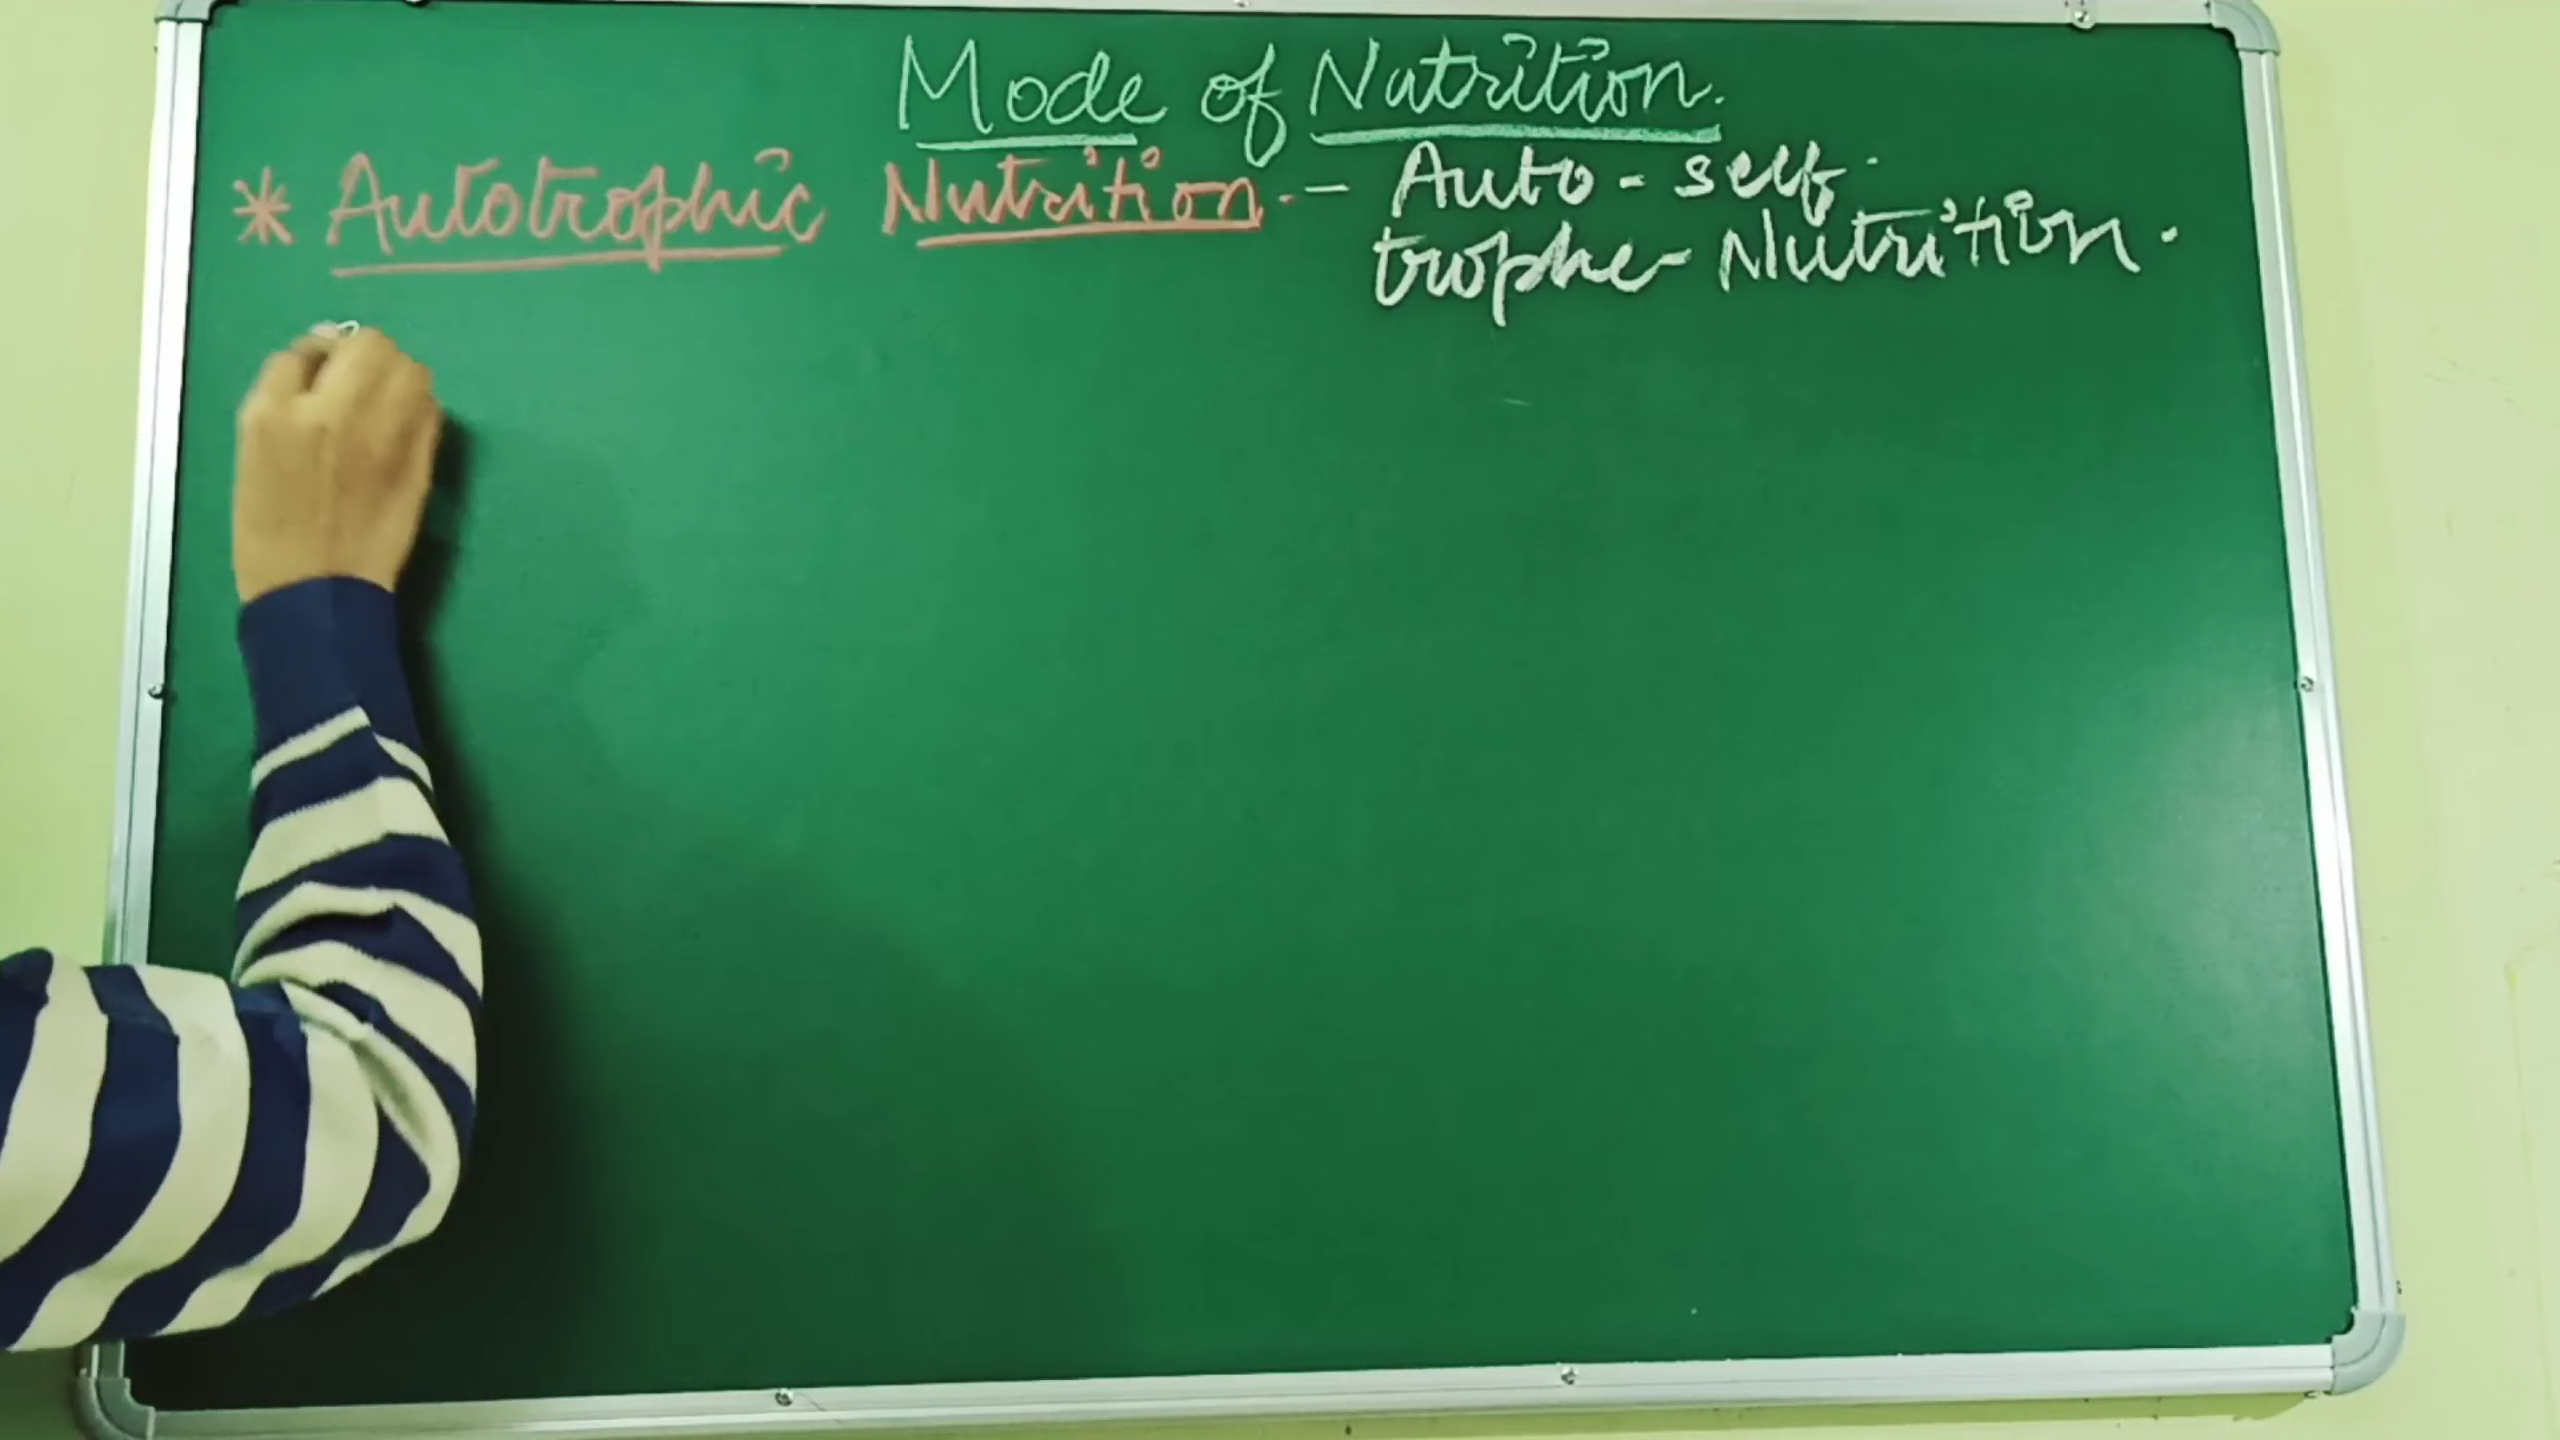 Mode of Nutrition.
* Autotrophic Nutrition. - Auto - self.
trophe - Nutrition.